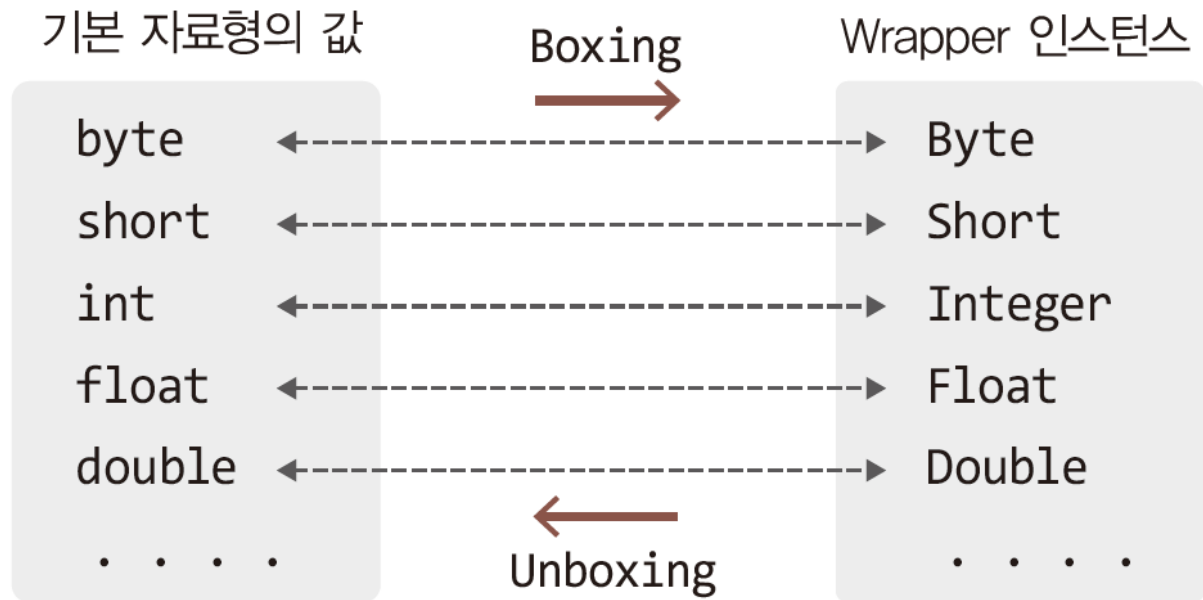 기본 자료형의 값
Boxing
Wrapper 인스턴스
byte
Byte
short
Short
int
Integer
float
Float
double
Double
. . . .
Unboxing
. . . .